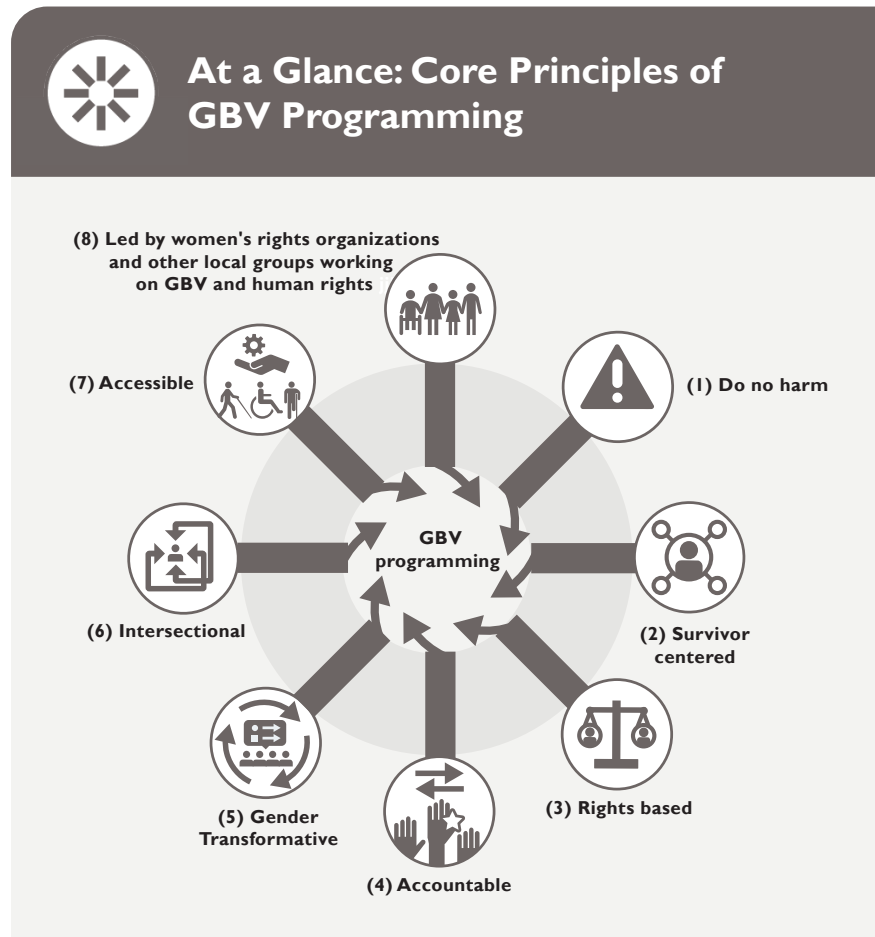 At a Glance: Core Principles of
GBV Programming
(8) Led by women's rights organizations
and other local groups working
on GBV and human rights
(7) Accessible
(1) Do no harm
GBV
programming
(6) Intersectional
(2) Survivor
centered
(5) Gender
Transformative
(3) Rights based
(4) Accountable